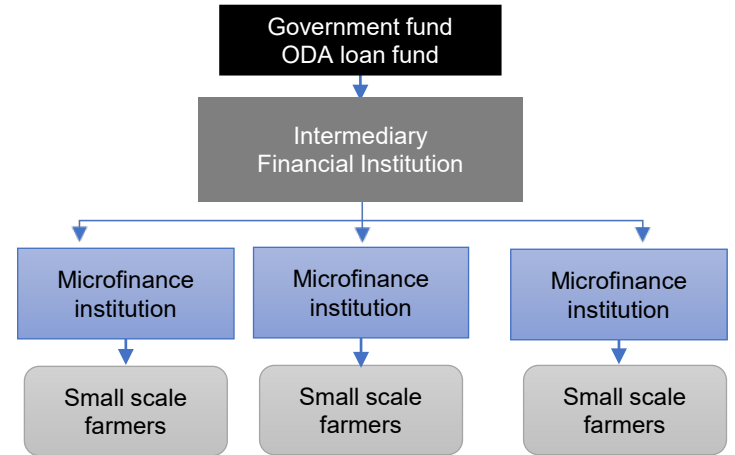 Government fund
ODA loan fund
Intermediary
Financial Institution
Microfinance
institution
Microfinance
institution
Microfinance
institution
Small scale
farmers
Small scale
farmers
Small scale
farmers